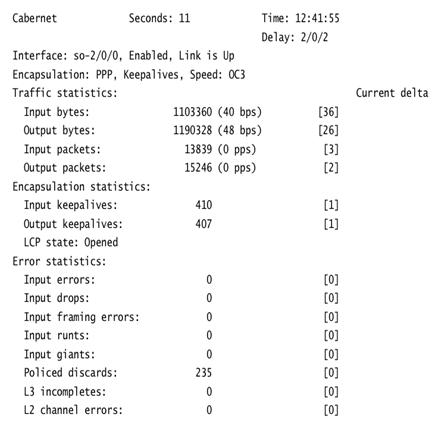 Cabernet Seconds: 11 Time: 12:41:55
Delay: 2/0/2
Interface: so-2/0/0, Enabled, Link is Up
Encapsulation: PPP, Keepalives, Speed: OC3
Traffic statistics: Current delta
Input bytes: 1103360 (40 bps) [36]
Output bytes: 1190328 (48 bps) [26]
Input packets: 13839 (0 pps) [3]
Output packets: 15246 (0 pps) [2]
Encapsulation statistics:
Input keepalives: 410 [1]
Output keepalives: 407 [1]
LCP state: Opened
Error statistics:
Input errors: 0 [0]
Input drops: 0 [0]
Input framing errors: 0 [0]
Input runts: 0 [0]
Input giants: 0 [0]
Policed discards: 235 [0]
L3 incompletes: 0 [0]
L2 channel errors: 0 [0]